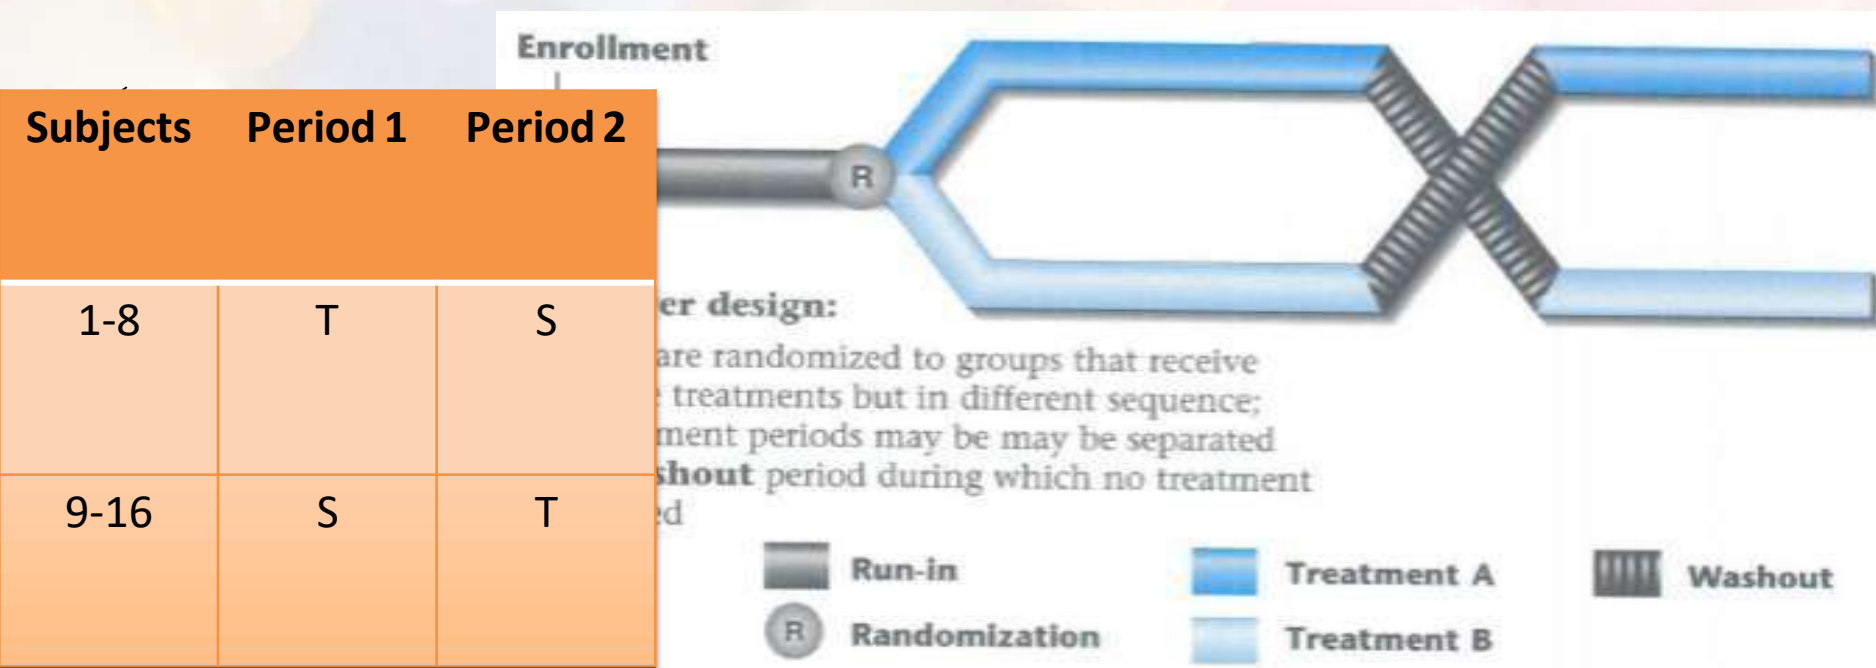 Enrollment
Subjects Period 1 Period 2
1-8 T S
9-16 S T
R
er design:
are randomized to groups that receive
treatments but in different sequence;
ment periods may be may be separated
shout period during which no treatment
ed
Run-in
Treatment A
Washout
R
Randomization
Treatment B